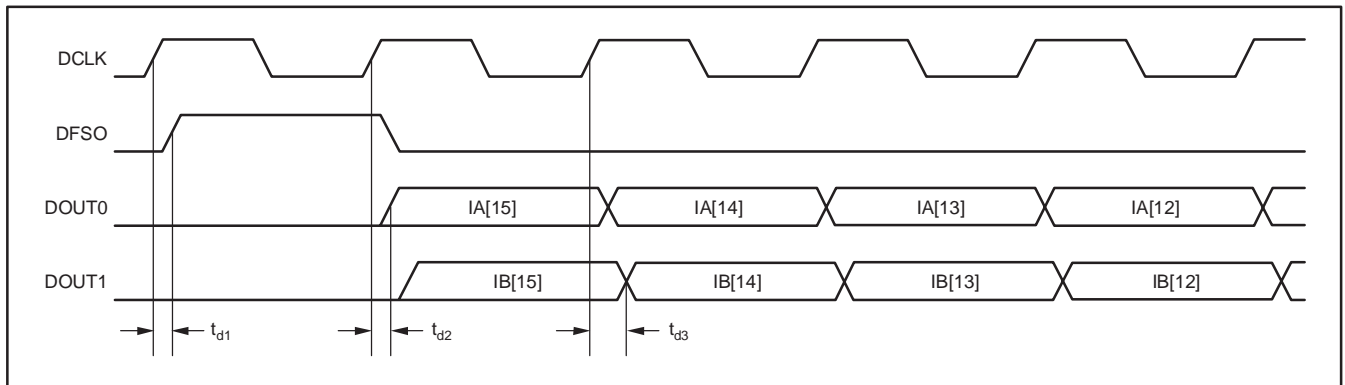 DCLK
DFSO
DOUT0
IA[15] IA[14] IA[13] IA[12]
DOUT1
IB[15] IB[14] IB[13] IB[12]
td1 td2 td3